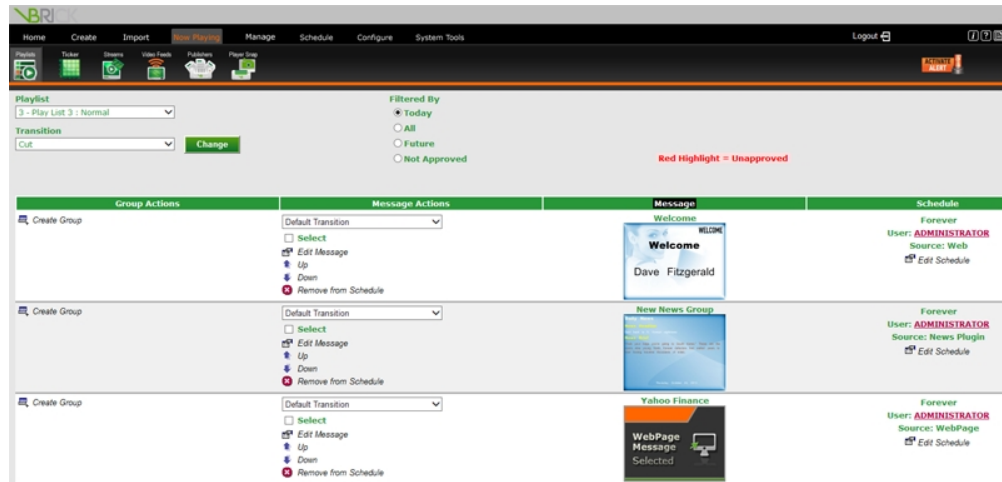 VBRICK
Home Create Import Now Playing Manage Schedule Configure System Tools Logout
Playlists Ticker Streams Video Feeds Publishers Player Snap
ACTIVATE
ALERT
Playlist
3 - Play List 3 : Normal
Transition
Cut
Change
Filtered By
Today
All
Future
Not Approved
Red Highlight = Unapproved
Group Actions Message Actions Message Schedule
Create Group
Default Transition
Select
Edit Message
Up
Down
Remove from Schedule
Welcome
WELCOME
Welcome
Dave Fitzgerald
Forever
User: ADMINISTRATOR
Source: Web
Edit Schedule
Create Group
Default Transition
Select
Edit Message
Up
Down
Remove from Schedule
New News Group
Forever
User: ADMINISTRATOR
Source: News Plugin
Edit Schedule
Create Group
Default Transition
Select
Edit Message
Up
Down
Remove from Schedule
Yahoo Finance
WebPage
Message
Selected
Forever
User: ADMINISTRATOR
Source: WebPage
Edit Schedule